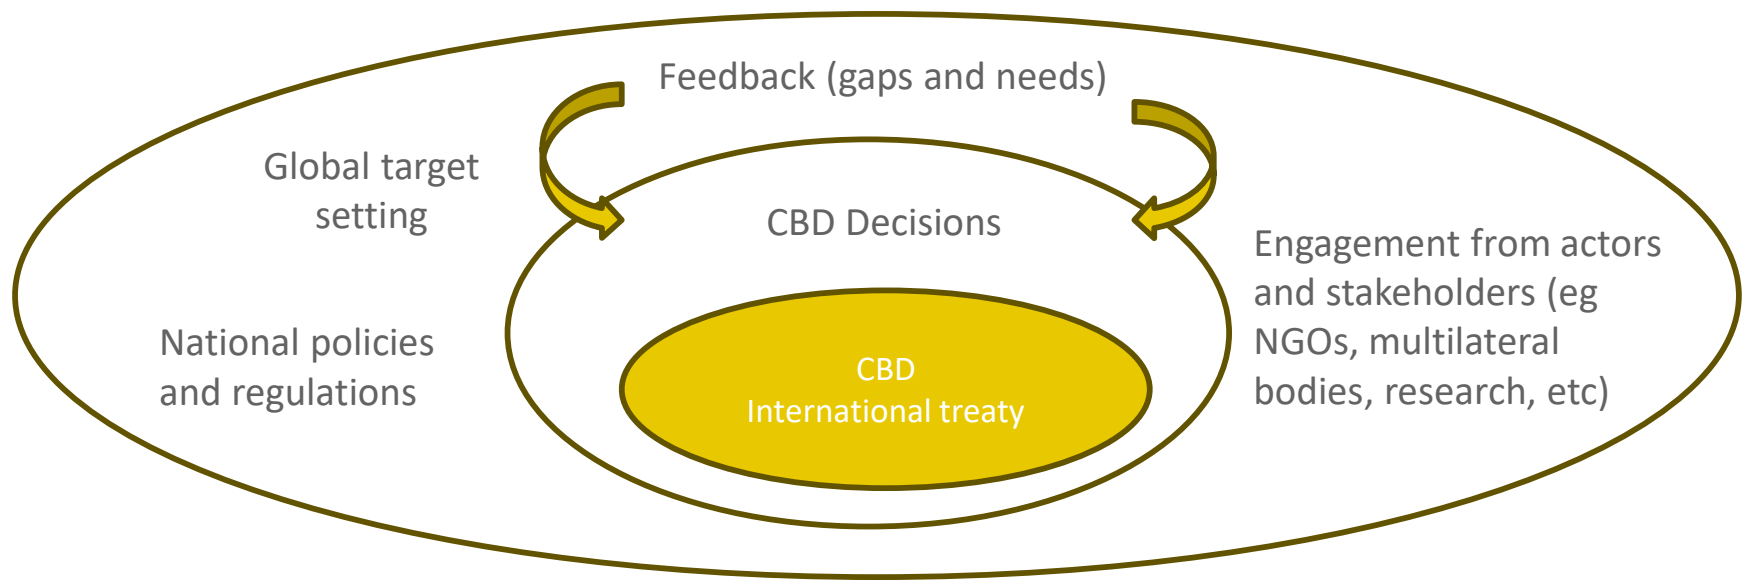 Feedback (gaps and needs)
Global target
setting
CBD Decisions
Engagement from actors
and stakeholders (eg
NGOs, multilateral
bodies, research, etc)
National policies
and regulations
CBD
International treaty